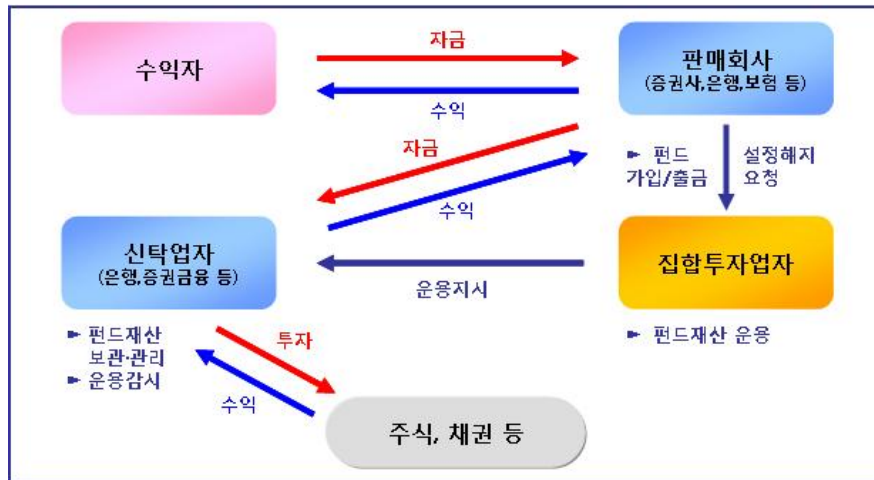 수익자
자금
수익
판매회사
(증권사,은행,보험 등)
자금
수익
► 펀드
가입/출금
설정해지
요청
신탁업자
(은행,증권금융 등)
운용지시
집합투자업자
► 펀드재산
보관·관리
► 운용감시
투자
수익
► 펀드재산 운용
주식, 채권 등